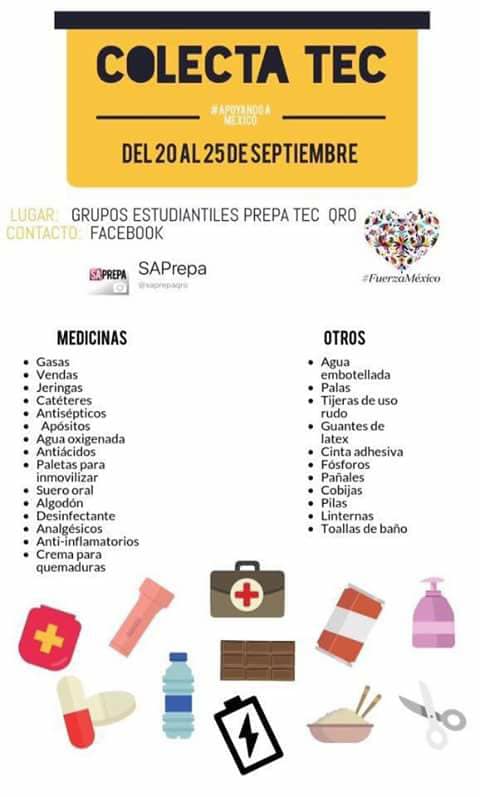 COLECTA TEC
#APOYANDO A
MEXICO
DEL 20 AL 25 DE SEPTIEMBRE
LUGAR: GRUPOS ESTUDIANTILES PREPA TEC QRO
CONTACTO: FACEBOOK
SAPREPA
SAPrepa
@saprepaqro
#FuerzaMéxico
MEDICINAS
• Gasas
• Vendas
• Jeringas
• Catéteres
• Antisépticos
• Apósitos
• Agua oxigenada
• Antiácidos
• Paletas para
inmovilizar
• Suero oral
• Algodón
• Desinfectante
• Analgésicos
• Anti-inflamatorios
• Crema para
quemaduras
OTROS
• Agua
embotellada
• Palas
• Tijeras de uso
rudo
• Guantes de
latex
• Cinta adhesiva
• Fósforos
• Pañales
• Cobijas
• Pilas
• Linternas
• Toallas de baño